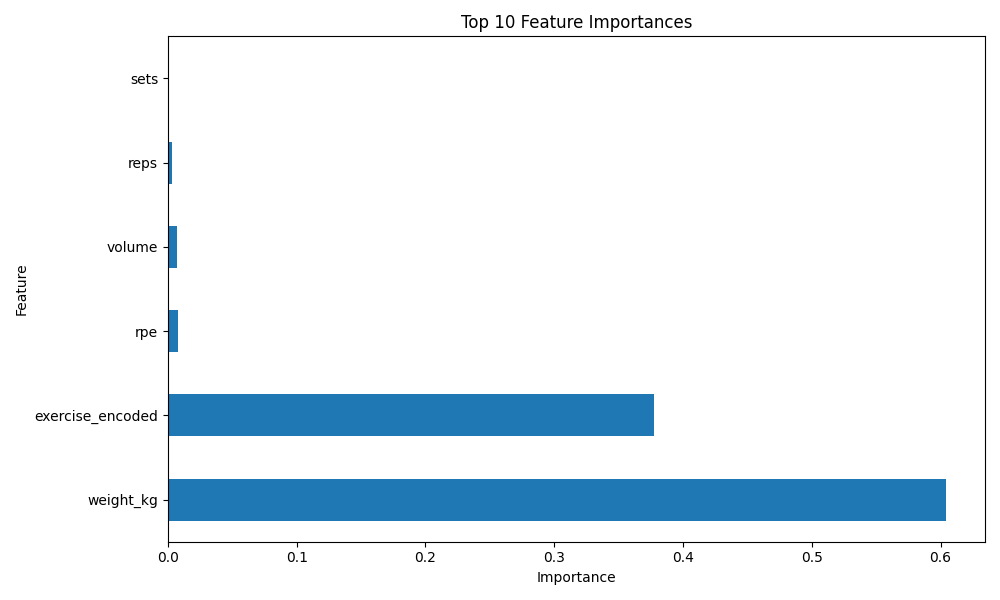 Top 10 Feature Importances
sets
reps
volume
rpe
exercise_encoded
weight_kg
Feature
0.0 0.1 0.2 0.3 0.4 0.5 0.6
Importance